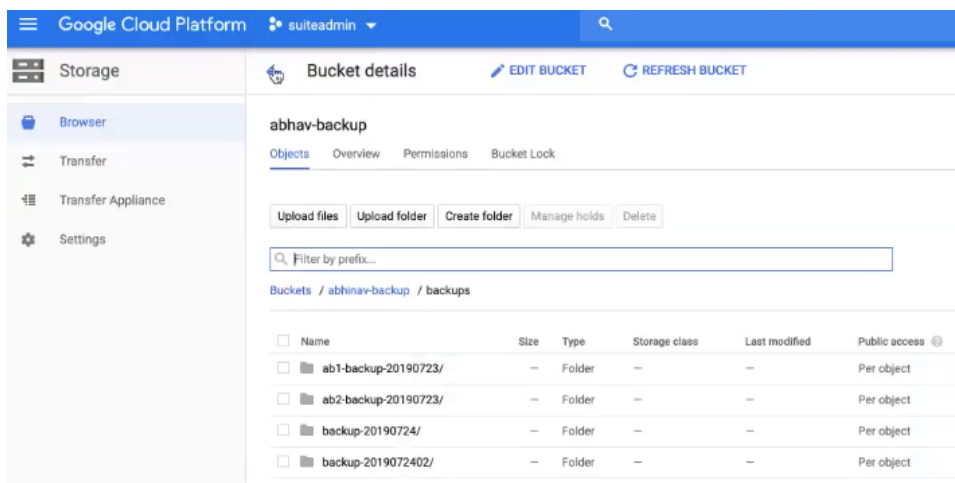 Google Cloud Platform suiteadmin
Storage Bucket details EDIT BUCKET REFRESH BUCKET
Browser
Transfer
Transfer Appliance
Settings
abhav-backup
Objects Overview Permissions Bucket Lock
Upload files Upload folder Create folder Manage holds Delete
Filter by prefix...
Buckets / abhinav-backup / backups
Name Size Type Storage class Last modified Public access ?
ab1-backup-20190723/ — Folder — — Per object
ab2-backup-20190723/ — Folder — — Per object
backup-20190724/ — Folder — — Per object
backup-2019072402/ — Folder — — Per object